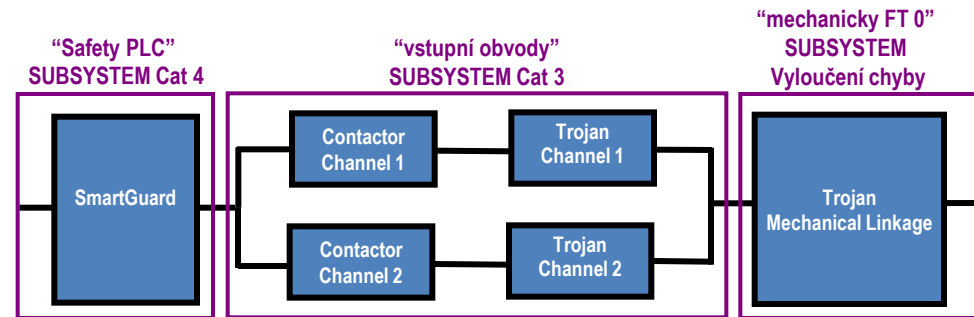 “Safety PLC”
SUBSYSTEM Cat 4
“vstupní obvody”
SUBSYSTEM Cat 3
“mechanicky FT 0”
SUBSYSTEM
Vyloučení chyby
SmartGuard
Contactor
Channel 1
Trojan
Channel 1
Contactor
Channel 2
Trojan
Channel 2
Trojan
Mechanical Linkage